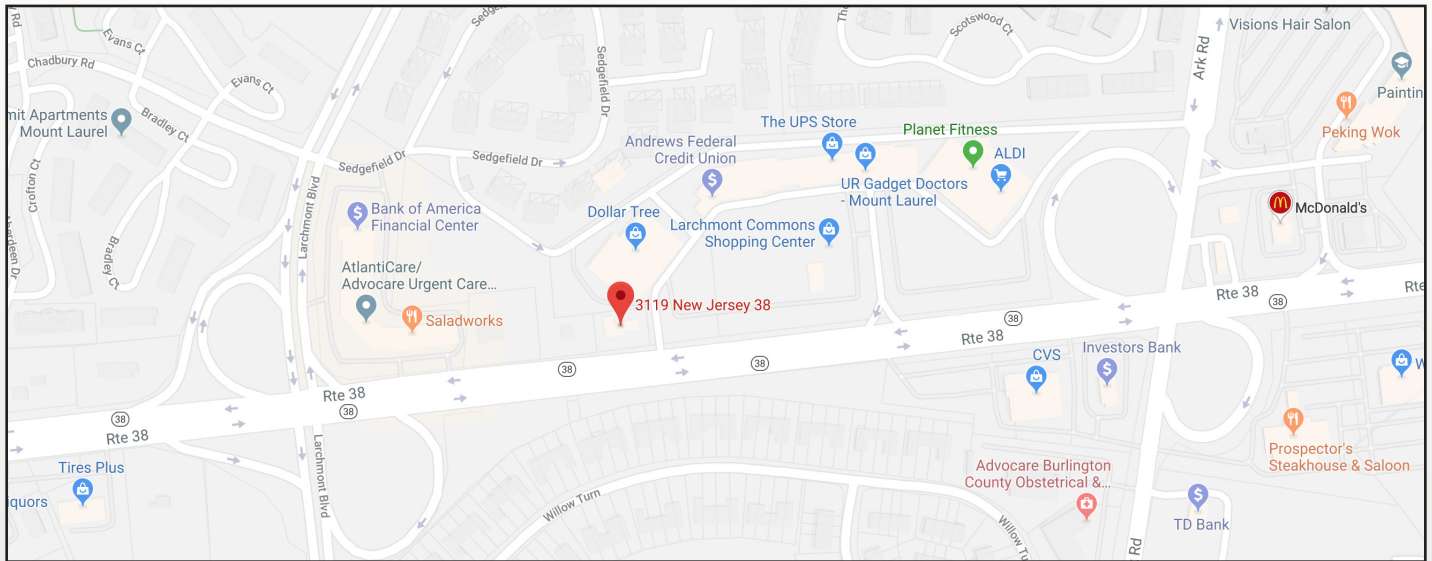 Rd
Evans Ct
Chadbury Rd
Evans Ct
Bradley Ct
mit Apartments
Mount Laurel
Crofton Ct
Bradley Ct
Larchmont Blvd
Sedgefield Dr
Sedgefield Dr
Sedgefield Dr
Scotswood Ct
Ark Rd
Visions Hair Salon
Paintin
Peking Wok
McDonald's
The UPS Store
Planet Fitness
ALDI
Andrews Federal
Credit Union
UR Gadget Doctors
- Mount Laurel
Dollar Tree
Larchmont Commons
Shopping Center
Bank of America
Financial Center
AtlantiCare/
Advocare Urgent Care...
Saladworks
3119 New Jersey 38
Rte 38
38
Rte
38
Rte 38
38
38
Rte 38
38
38
Rte 38
CVS
Investors Bank
W
Prospector's
Steakhouse & Saloon
Tires Plus
iquors
Larchmont Blvd
Willow Turn
Willow Tu
Advocare Burlington
County Obstetrical &...
TD Bank
Rd